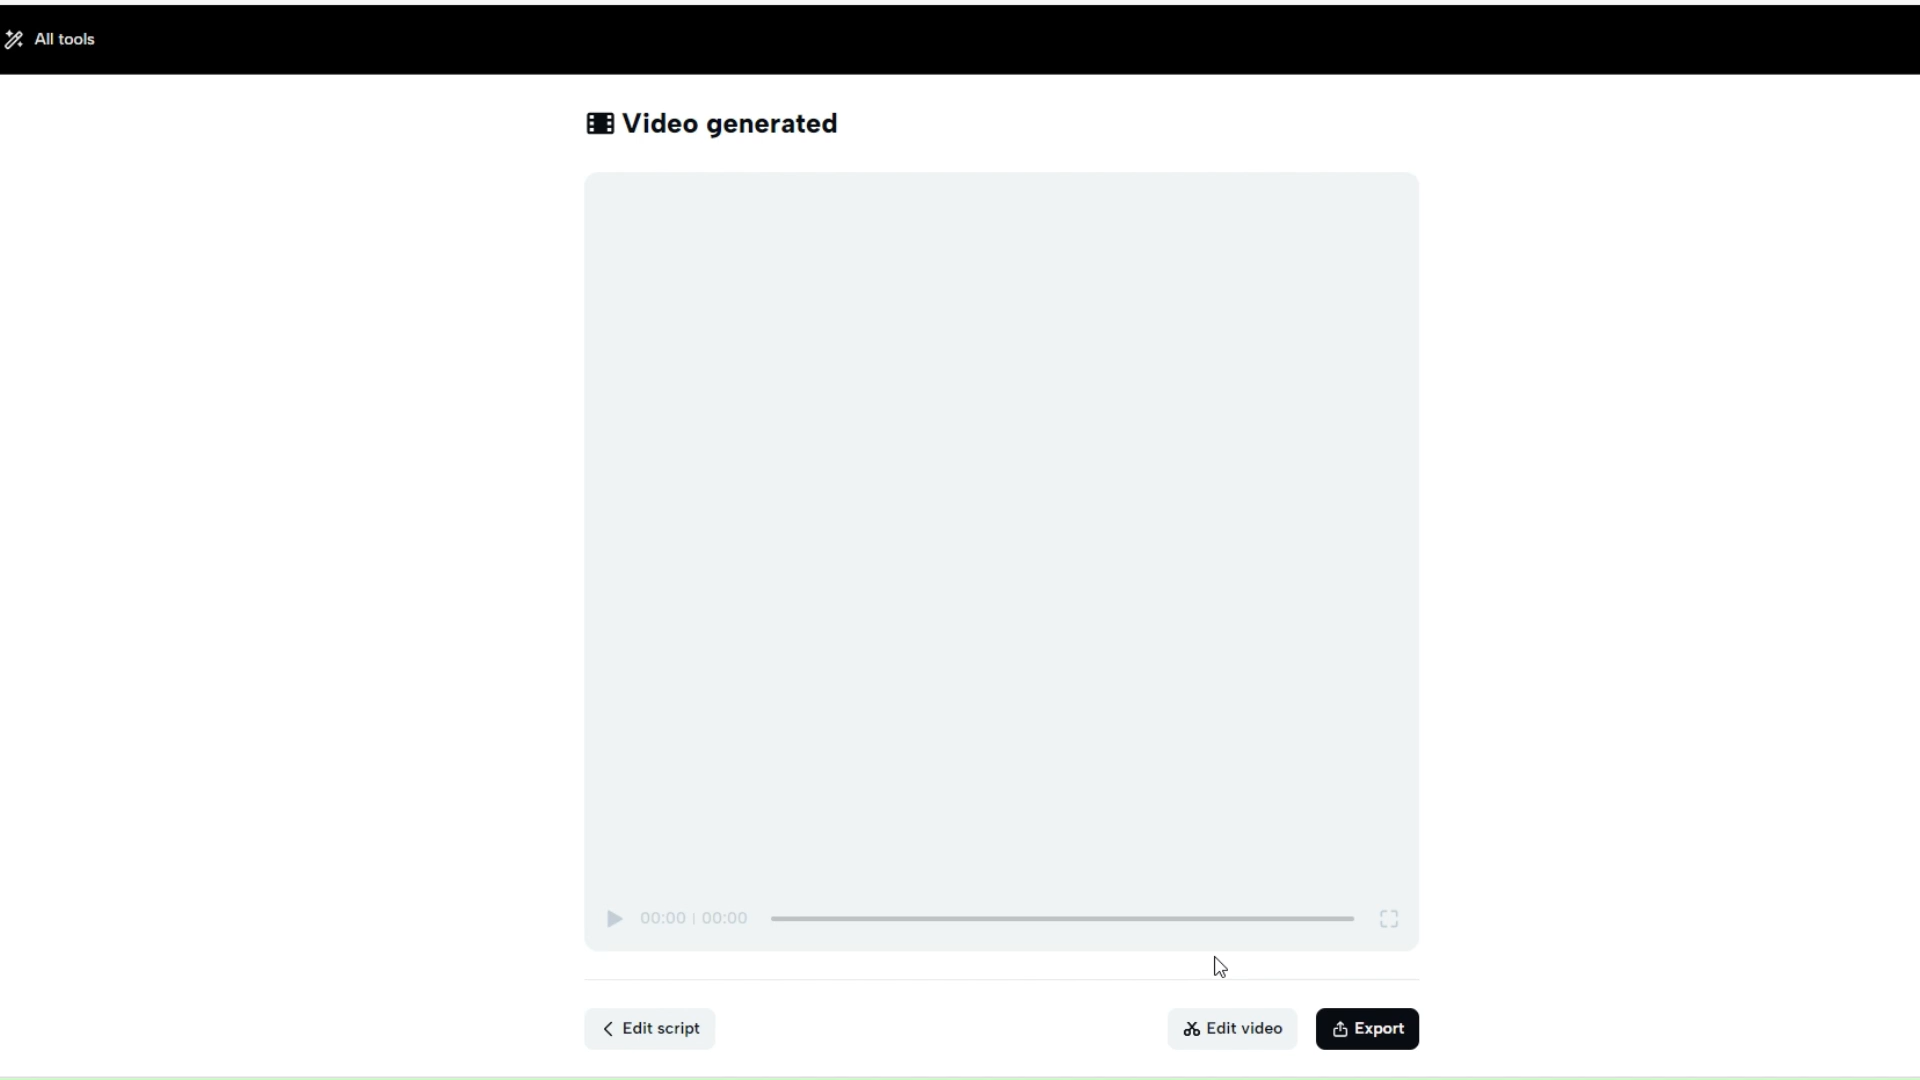 All tools
Video generated
00:00 | 00:00
Edit script
Edit video
Export